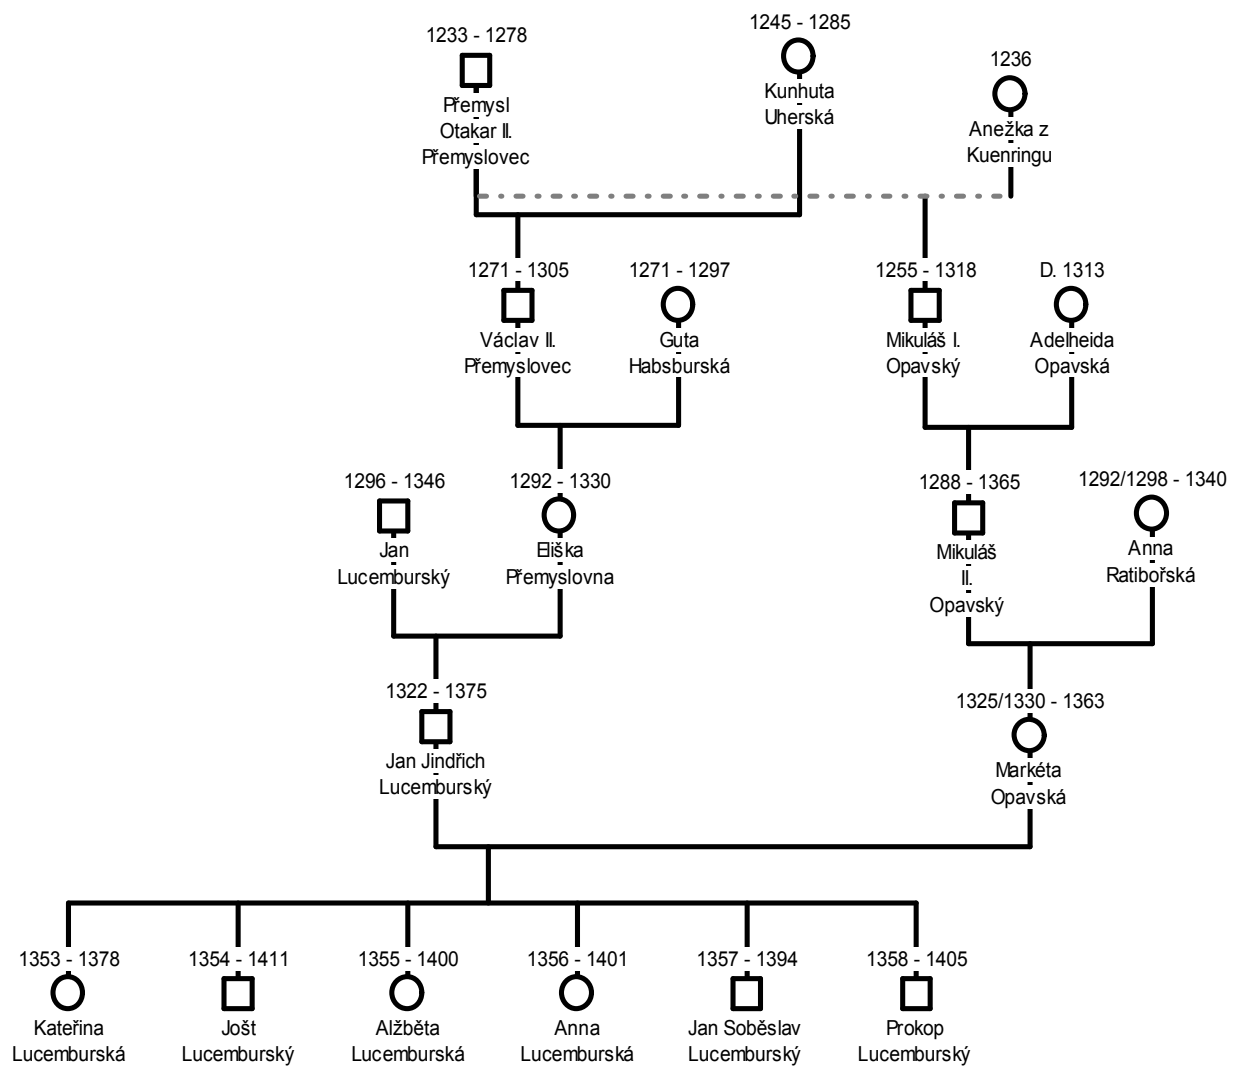 1233 - 1278
Přemysl
Otakar II.
Přemyslovec
1245 - 1285
Kunhuta
Uherská
1236
Anežka z
Kuenringu
1271 - 1305
Václav II.
Přemyslovec
1271 - 1297
Guta
Habsburská
1255 - 1318
Mikuláš I.
Opavský
D. 1313
Adelheida
Opavská
1296 - 1346
Jan
Lucemburský
1292 - 1330
Eliška
Přemyslovna
1288 - 1365
Mikuláš
II.
Opavský
1292/1298 - 1340
Anna
Ratibořská
1322 - 1375
Jan Jindřich
Lucemburský
1325/1330 - 1363
Markéta
Opavská
1353 - 1378
Kateřina
Lucemburská
1354 - 1411
Jošt
Lucemburský
1355 - 1400
Alžběta
Lucemburská
1356 - 1401
Anna
Lucemburská
1357 - 1394
Jan Soběslav
Lucemburský
1358 - 1405
Prokop
Lucemburský